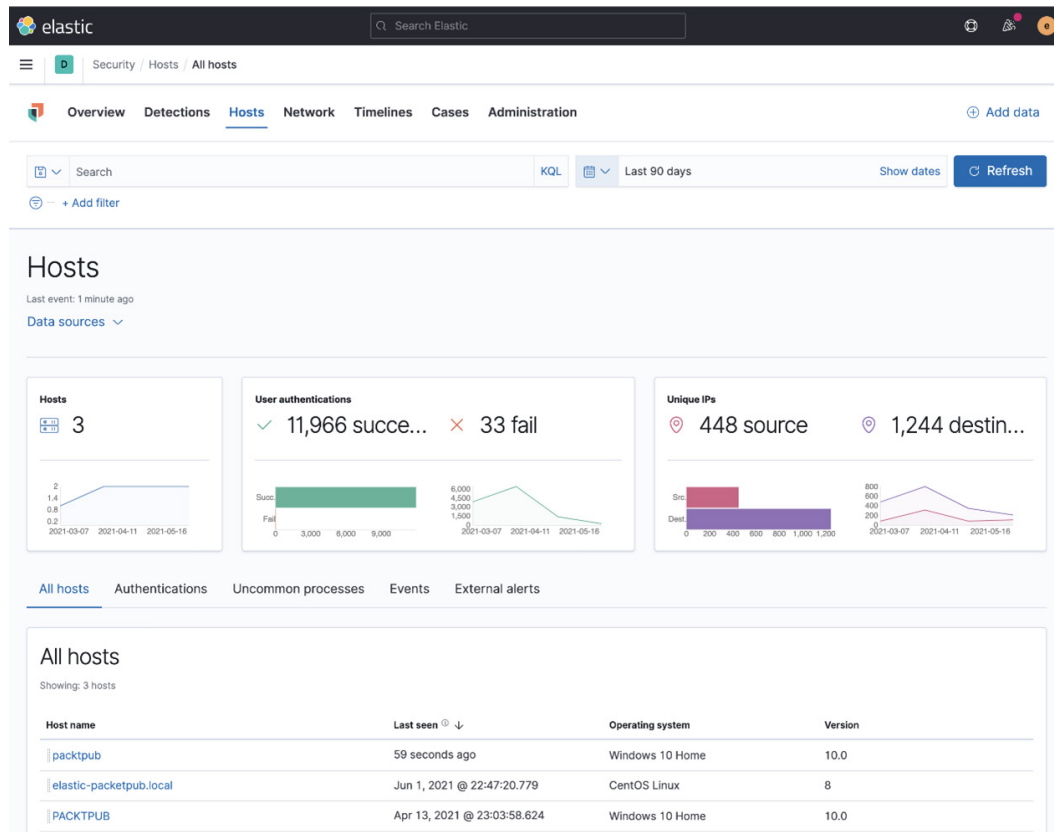 elastic
Search Elastic
e
D Security / Hosts / All hosts
Overview Detections Hosts Network Timelines Cases Administration
Add data
Search KQL
Last 90 days Show dates
Refresh
+ Add filter
Hosts
Last event: 1 minute ago
Data sources
Hosts
3
2
1.4
0.8
0.2
2021-03-07 2021-04-11 2021-05-16
User authentications
11,966 succe... 33 fail
Succ.
Fail
0 3,000 6,000 9,000
6,000
4,500
3,000
1,500
0
2021-03-07 2021-04-11 2021-05-16
Unique IPs
448 source 1,244 destin...
Src.
Dest.
0 200 400 600 800 1,000 1,200
800
600
400
200
0
2021-03-07 2021-04-11 2021-05-16
All hosts Authentications Uncommon processes Events External alerts
All hosts
Showing: 3 hosts
Host name Last seen Operating system Version
packtpub 59 seconds ago Windows 10 Home 10.0
elastic-packetpub.local Jun 1, 2021 @ 22:47:20.779 CentOS Linux 8
PACKTPUB Apr 13, 2021 @ 23:03:58.624 Windows 10 Home 10.0